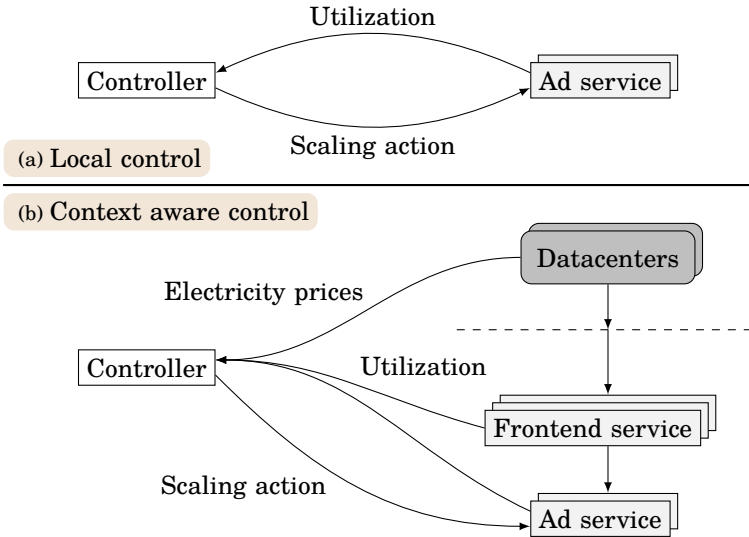 Utilization
Controller
Ad service
Scaling action
(a) Local control
(b) Context aware control
Datacenters
Electricity prices
Controller
Utilization
Frontend service
Scaling action
Ad service